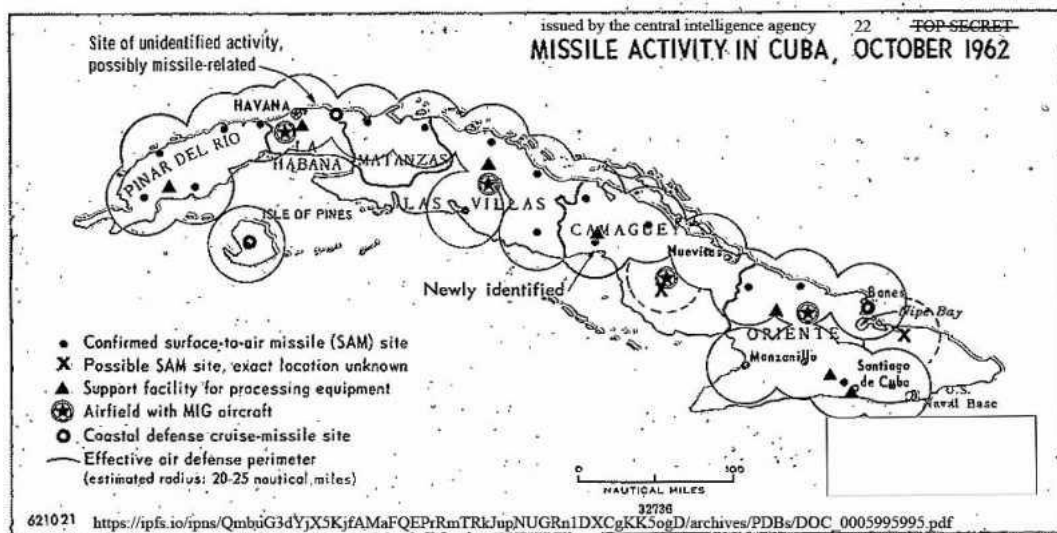 issued by the central intelligence agency 22 TOP SECRET
MISSILE ACTIVITY IN CUBA, OCTOBER 1962
Site of unidentified activity,
possibly missile-related
HAVANA
PINAR DEL RIO
LA
HABANA
MATANZAS
ISLE OF PINES
LAS VILLAS
CAMAGUEY
Nuevitas
Newly identified
Banes
Nipe Bay
ORIENTE
Manzanillo
Santiago
de Cuba
U.S.
Naval Base
Confirmed surface-to-air missile (SAM) site
X Possible SAM site, exact location unknown
Support facility for processing equipment
Airfield with MIG aircraft
Coastal defense cruise-missile site
Effective air defense perimeter
(estimated radius: 20-25 nautical miles)
0 100
NAUTICAL MILES
32736
621021 https://ipfs.io/ipns/QmbuG3dYjX5KjfAMaFQEPrRmTRkJupNUGRn1DXCgKK5ogD/archives/PDBs/DOC_0005995995.pdf